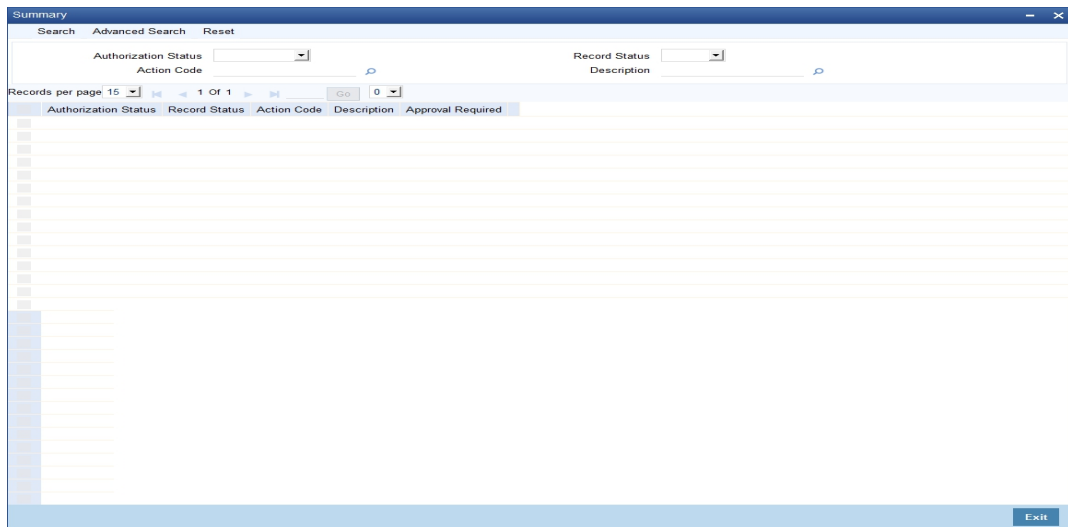 Summary
Search Advanced Search Reset
Authorization Status Record Status
Action Code Description
Records per page 15 1 Of 1 Go 0
Authorization Status Record Status Action Code Description Approval Required
Exit